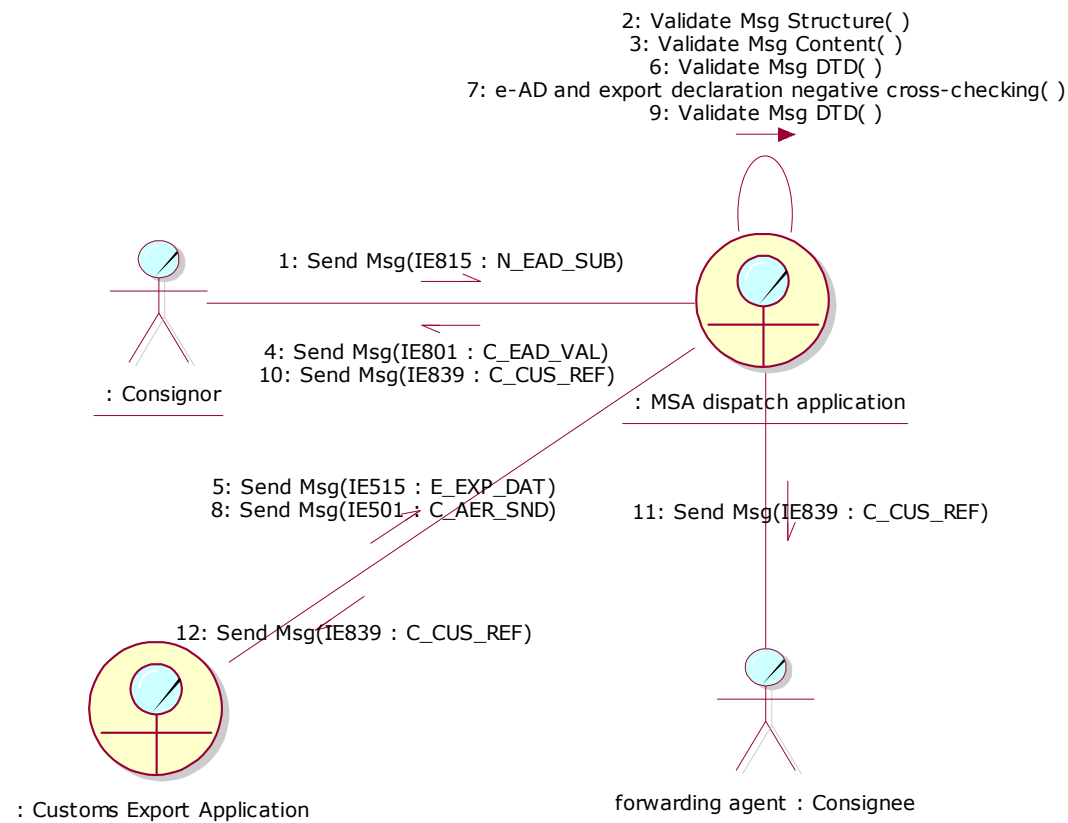 2: Validate Msg Structure( )
3: Validate Msg Content( )
6: Validate Msg DTD( )
7: e-AD and export declaration negative cross-checking( )
9: Validate Msg DTD( )
1: Send Msg(IE815 : N_EAD_SUB)
4: Send Msg(IE801 : C_EAD_VAL)
10: Send Msg(IE839 : C_CUS_REF)
: Consignor
: MSA dispatch application
5: Send Msg(IE515 : E_EXP_DAT)
8: Send Msg(IE501 : C_AER_SND)
11: Send Msg(IE839 : C_CUS_REF)
12: Send Msg(IE839 : C_CUS_REF)
: Customs Export Application
forwarding agent : Consignee